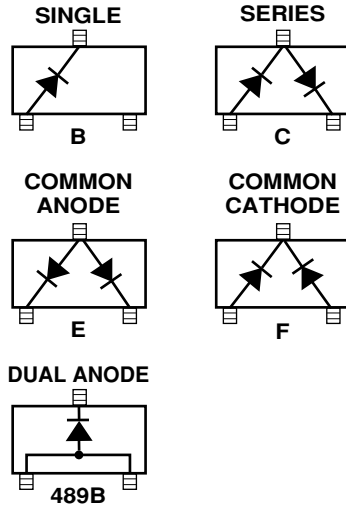 SINGLE
B
SERIES
C
COMMON
ANODE
E
COMMON
CATHODE
F
DUAL ANODE
489B